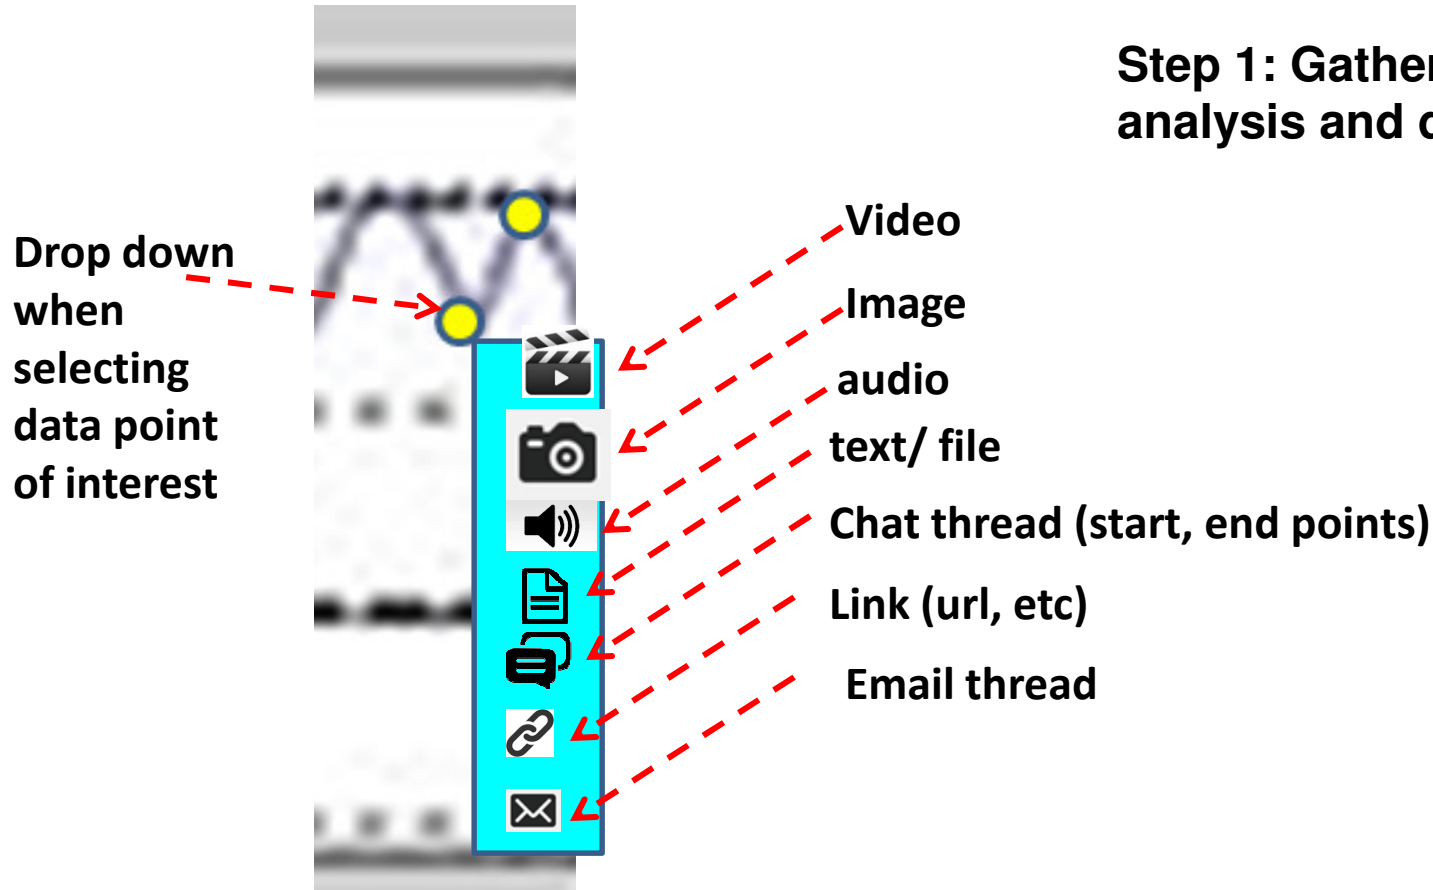 Step 1: Gather
analysis and
Drop down
when
selecting
data point
of interest
Video
Image
audio
text/ file
Chat thread (start, end points)
Link (url, etc)
Email thread